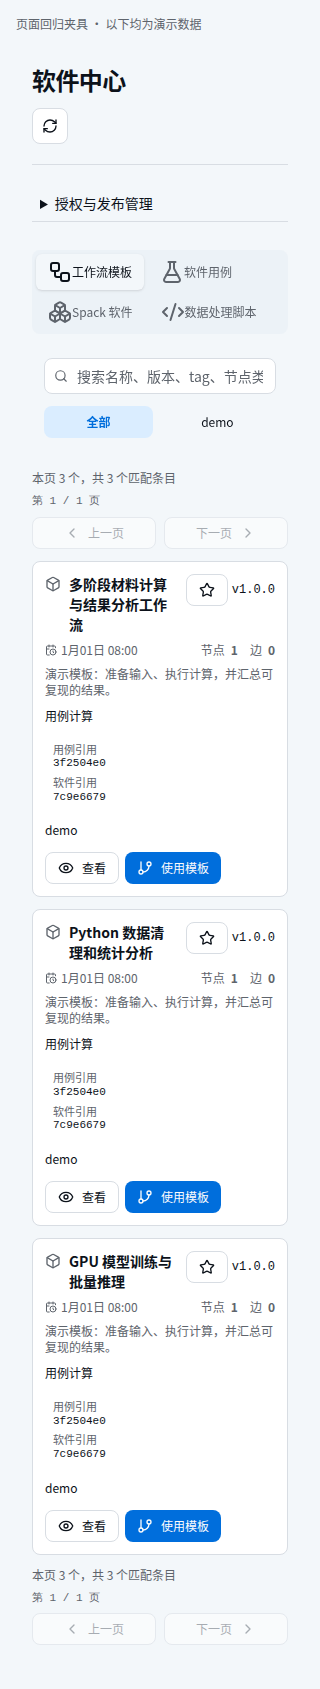 页面回归夹具 · 以下均为演示数据
软件中心
授权与发布管理
工作流模板
软件用例
Spack 软件
数据处理脚本
搜索名称、版本、tag、节点类
全部
demo
本页 3 个，共 3 个匹配条目
第 1 / 1 页
上一页
下一页
多阶段材料计算
与结果分析工作
流
v1.0.0
1月01日 08:00
节点 1 边 0
演示模板：准备输入、执行计算，并汇总可
复现的结果。
用例计算
用例引用
3f2504e0
软件引用
7c9e6679
demo
查看
使用模板
Python 数据清
理和统计分析
v1.0.0
1月01日 08:00
节点 1 边 0
演示模板：准备输入、执行计算，并汇总可
复现的结果。
用例计算
用例引用
3f2504e0
软件引用
7c9e6679
demo
查看
使用模板
GPU 模型训练与
批量推理
v1.0.0
1月01日 08:00
节点 1 边 0
演示模板：准备输入、执行计算，并汇总可
复现的结果。
用例计算
用例引用
3f2504e0
软件引用
7c9e6679
demo
查看
使用模板
本页 3 个，共 3 个匹配条目
第 1 / 1 页
上一页
下一页